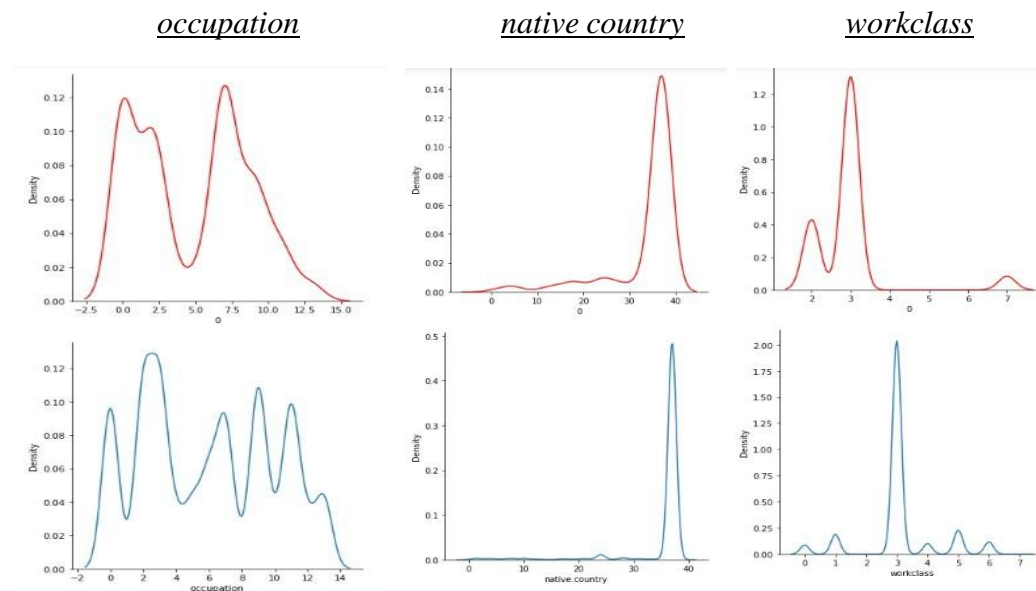 occupation
native country
workclass
Density
0.12
0.10
0.08
0.06
0.04
0.02
0.00
−2.5 0.0 2.5 5.0 7.5 10.0 12.5 15.0
0
Density
0.14
0.12
0.10
0.08
0.06
0.04
0.02
0.00
0 10 20 30 40
0
Density
1.2
1.0
0.8
0.6
0.4
0.2
0.0
2 3 4 5 6 7
0
Density
0.12
0.10
0.08
0.06
0.04
0.02
0.00
−2 0 2 4 6 8 10 12 14
occupation
Density
0.5
0.4
0.3
0.2
0.1
0.0
0 20 30 40
native.country
Density
2.00
1.75
1.50
1.25
1.00
0.75
0.50
0.25
0.00
0 1 2 3 4 5 6 7
workclass